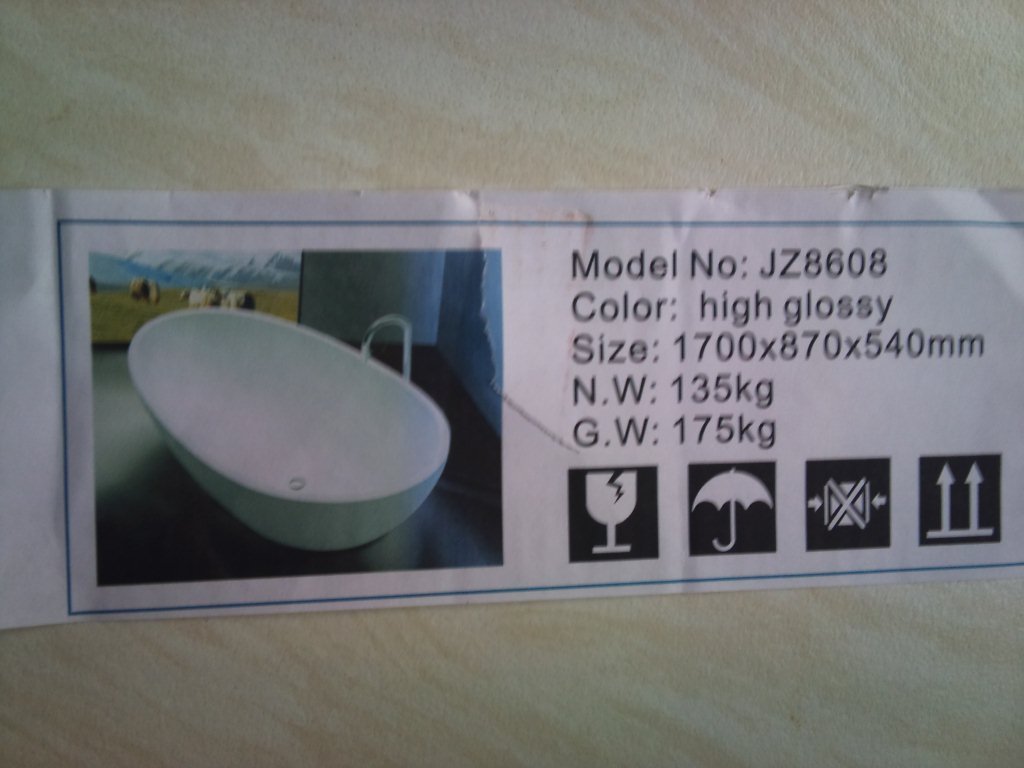 Model No: JZ8608
Color: high glossy
Size: 1700x870x540mm
N.W: 135kg
G.W: 175kg